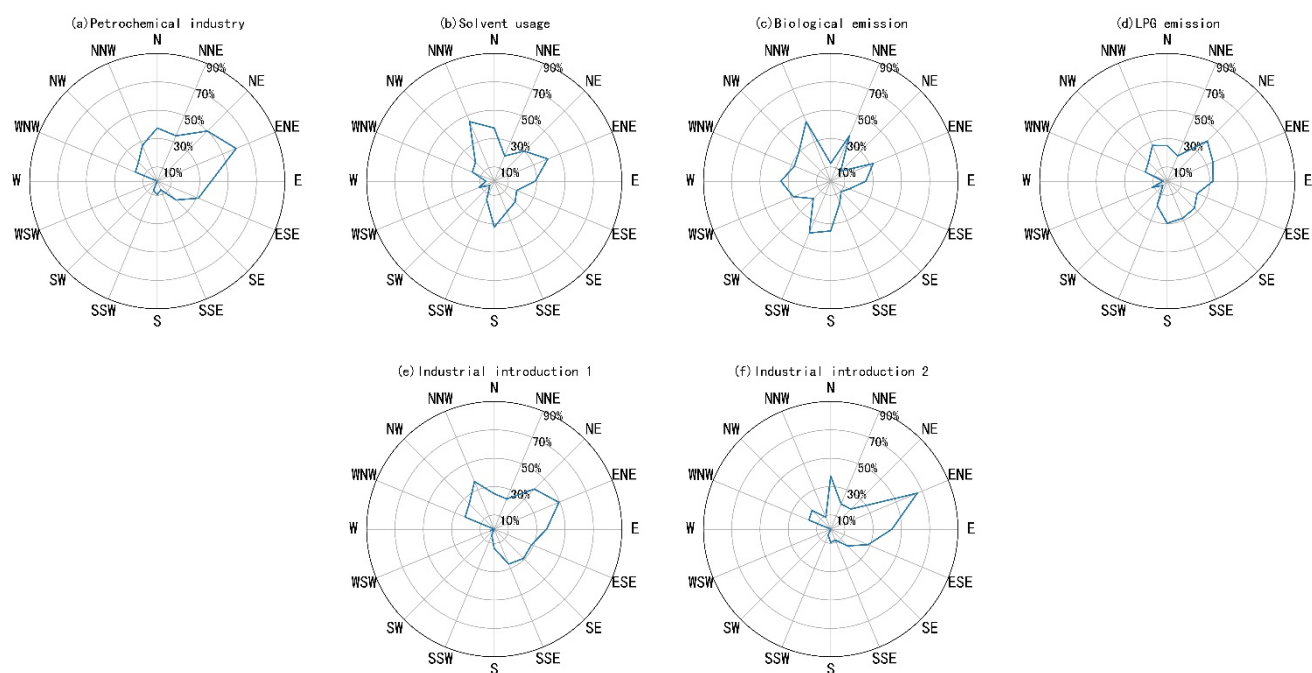 (a)Petrochemical industry
N
NNE
NE
ENE
E
ESE
SE
SSE
S
SSW
SW
WSW
W
WNW
NW
NNW
10%
30%
50%
70%
90%
(b)Solvent usage
N
NNE
NE
ENE
E
ESE
SE
SSE
S
SSW
SW
WSW
W
WNW
NW
NNW
10%
30%
50%
70%
90%
(c)Biological emission
N
NNE
NE
ENE
E
ESE
SE
SSE
S
SSW
SW
WSW
W
WNW
NW
NNW
10%
30%
50%
70%
90%
(d)LPG emission
N
NNE
NE
ENE
E
ESE
SE
SSE
S
SSW
SW
WSW
W
WNW
NW
NNW
10%
30%
50%
70%
90%
(e)Industrial introduction 1
N
NNE
NE
ENE
E
ESE
SE
SSE
S
SSW
SW
WSW
W
WNW
NW
NNW
10%
30%
50%
70%
90%
(f)Industrial introduction 2
N
NNE
NE
ENE
E
ESE
SE
SSE
S
SSW
SW
WSW
W
WNW
NW
NNW
10%
30%
50%
70%
90%